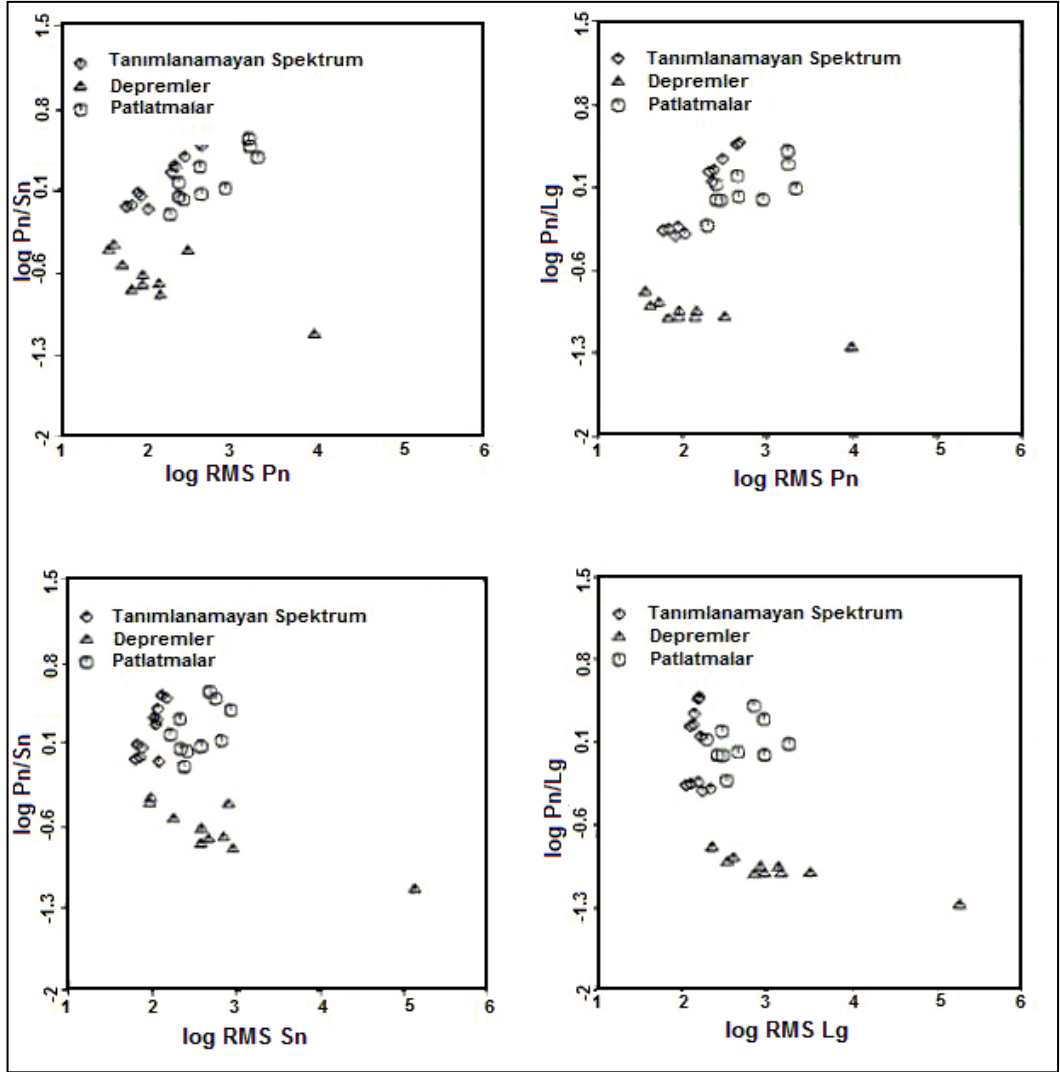 1.5
Tanımlanamayan Spektrum
Depremler
Patlatmalar
0.8
0.1
-0.6
-1.3
-2
log Pn/Sn
1 2 3 4 5 6
log RMS Pn
1.5
Tanımlanamayan Spektrum
Depremler
Patlatmalar
0.8
0.1
-0.6
-1.3
-2
log Pn/Lg
1 2 3 4 5 6
log RMS Pn
1.5
Tanımlanamayan Spektrum
Depremler
Patlatmalar
0.8
0.1
-0.6
-1.3
-2
log Pn/Sn
1 2 3 4 5 6
log RMS Sn
1.5
Tanımlanamayan Spektrum
Depremler
Patlatmalar
0.8
0.1
-0.6
-1.3
-2
log Pn/Lg
1 2 3 4 5 6
log RMS Lg